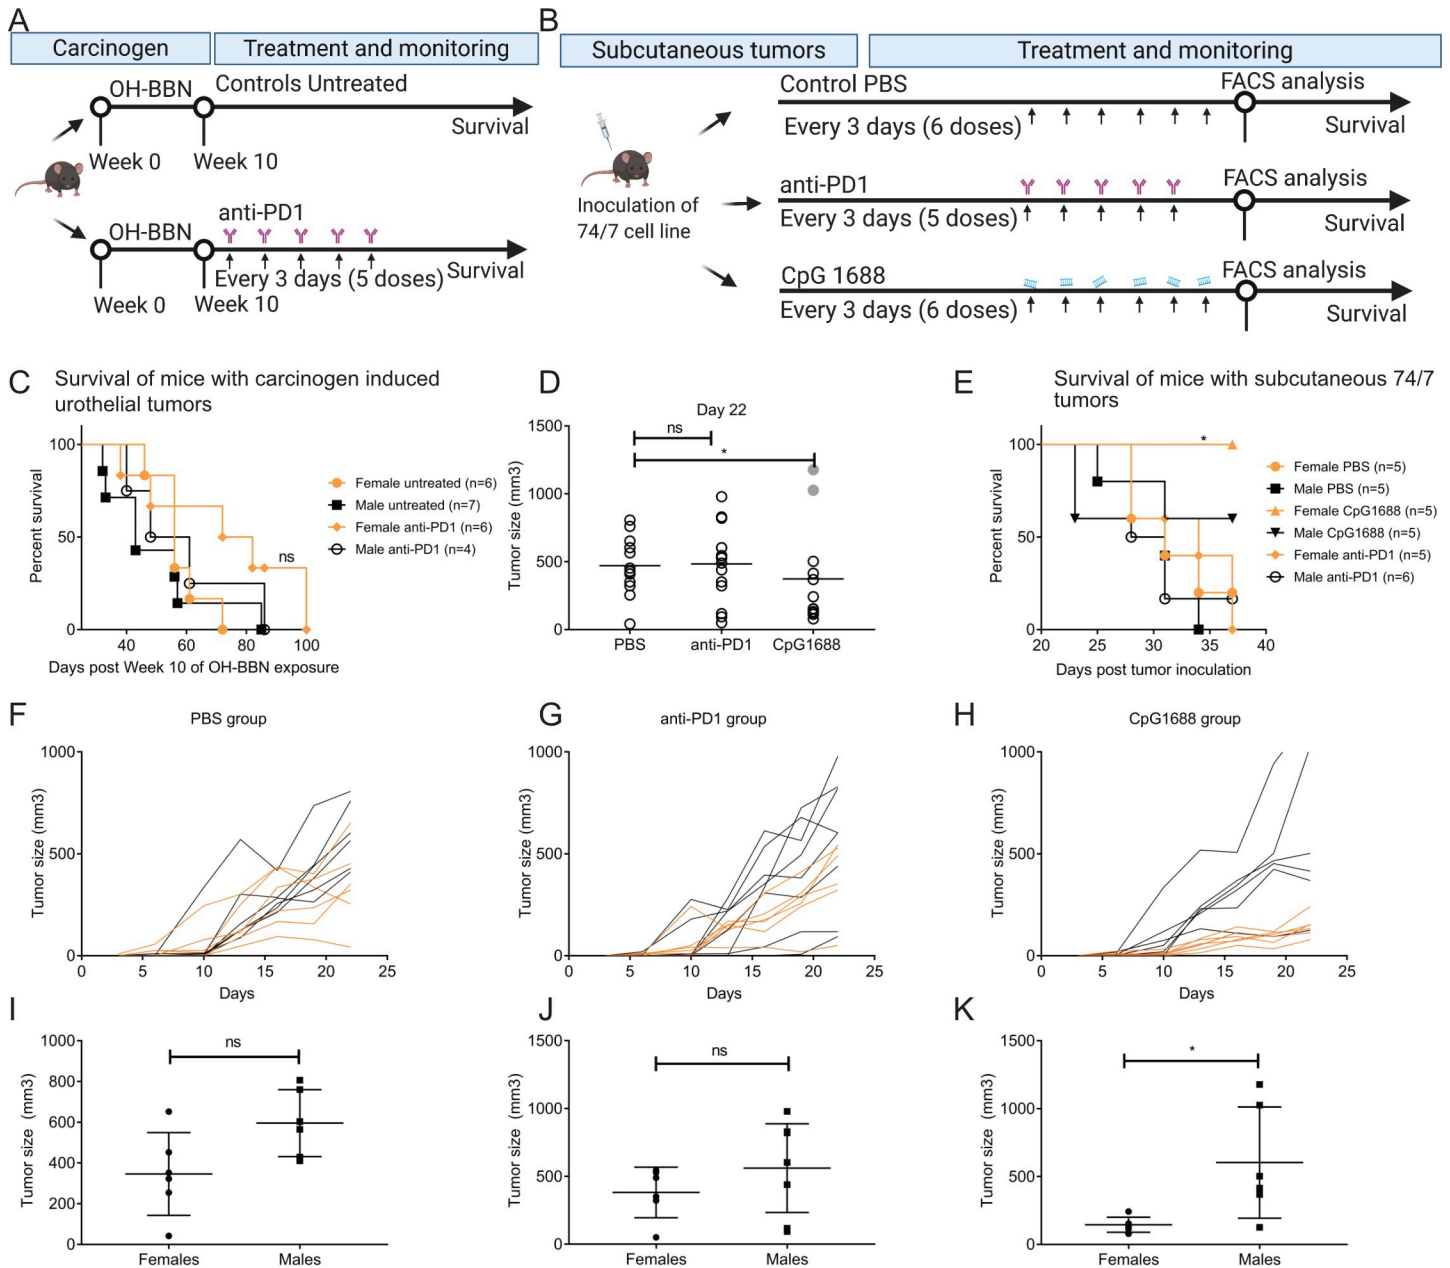 A
Carcinogen
Treatment and monitoring
OH-BBN
Controls Untreated
Survival
Week 0
Week 10
anti-PD1
OH-BBN
Every 3 days (5 doses)
Survival
Week 0
Week 10
B
Subcutaneous tumors
Treatment and monitoring
Control PBS
FACS analysis
Every 3 days (6 doses)
Survival
Inoculation of
74/7 cell line
anti-PD1
FACS analysis
Every 3 days (5 doses)
Survival
CpG 1688
FACS analysis
Every 3 days (6 doses)
Survival
C
Survival of mice with carcinogen induced
urothelial tumors
Percent survival
100
50
0
ns
40 60 80 100
Days post Week 10 of OH-BBN exposure
Female untreated (n=6)
Male untreated (n=7)
Female anti-PD1 (n=6)
Male anti-PD1 (n=4)
D
Day 22
Tumor size (mm3)
1500
1000
500
0
ns
*
PBS anti-PD1 CpG1688
E
Survival of mice with subcutaneous 74/7
tumors
Percent survival
100
50
0
*
20 25 30 35 40
Days post tumor inoculation
Female PBS (n=5)
Male PBS (n=5)
Female CpG1688 (n=5)
Male CpG1688 (n=5)
Female anti-PD1 (n=5)
Male anti-PD1 (n=6)
F
PBS group
Tumor size (mm3)
1000
500
0
0 5 10 15 20 25
Days
G
anti-PD1 group
Tumor size (mm3)
1000
500
0
0 5 10 15 20 25
Days
H
CpG1688 group
Tumor size (mm3)
1000
500
0
0 5 10 15 20 25
Days
I
Tumor size (mm3)
1000
800
600
400
200
0
ns
Females Males
J
Tumor size (mm3)
1500
1000
500
0
ns
Females Males
K
Tumor size (mm3)
1500
1000
500
0
*
Females Males